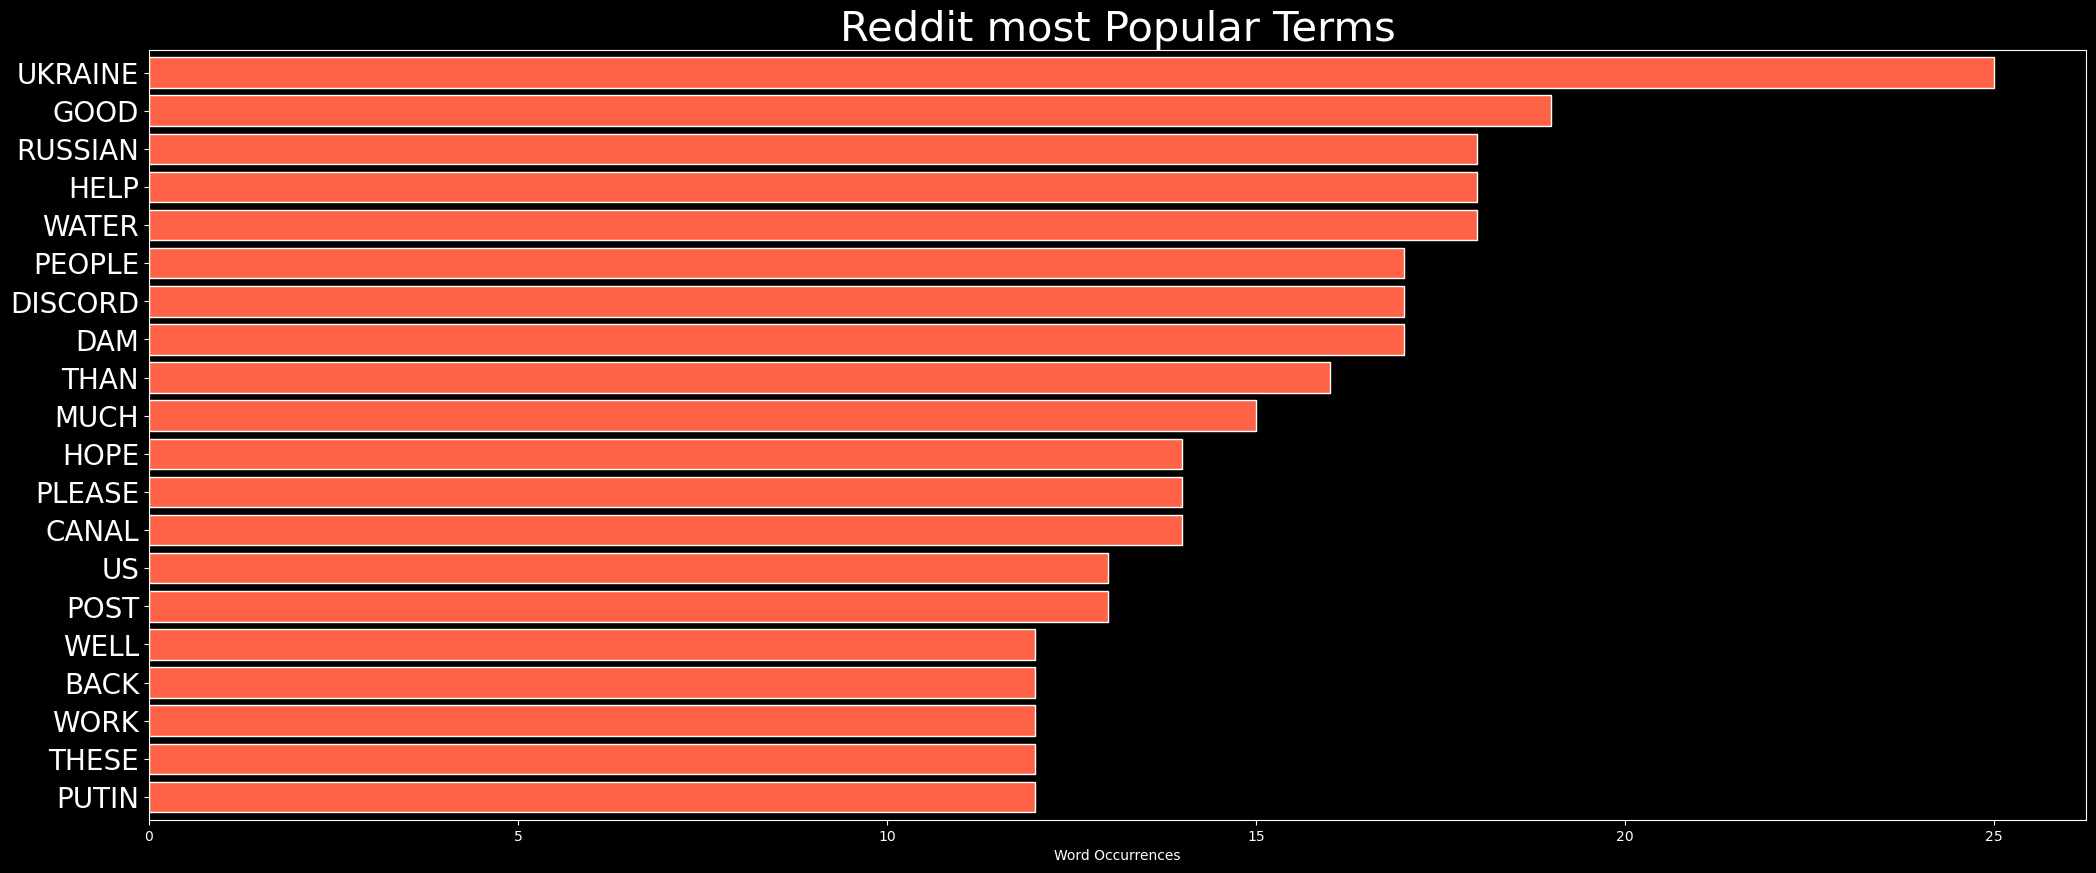 Reddit most Popular Terms
UKRAINE
GOOD
RUSSIAN
HELP
WATER
PEOPLE
DISCORD
DAM
THAN
MUCH
HOPE
PLEASE
CANAL
US
POST
WELL
BACK
WORK
THESE
PUTIN
0 5 10 15 20 25
Word Occurrences